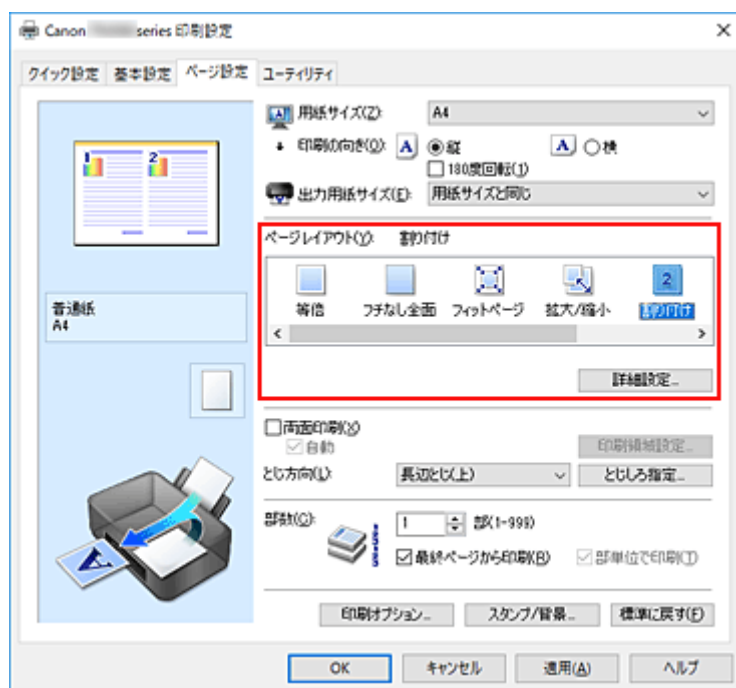 Canon series 印刷設定
クイック設定 基本設定 ページ設定 ユーティリティ
1 2
普通紙
A4
用紙サイズ(Z): A4
印刷の向き(O): A 縦 A 横
180度回転(J)
出力用紙サイズ(E): 用紙サイズと同じ
ページレイアウト(Y): 割り付け
2
等倍 フチなし全面 フィットページ 拡大/縮小 割り付け
詳細設定...
両面印刷(X)
自動
印刷領域設定...
とじ方向(L): 長辺とじ(上) とじしろ指定...
部数(C): 1 部(1-999)
最終ページから印刷(R) 部単位で印刷(T)
A
印刷オプション... スタンプ/背景... 標準に戻す(F)
OK キャンセル 適用(A) ヘルプ